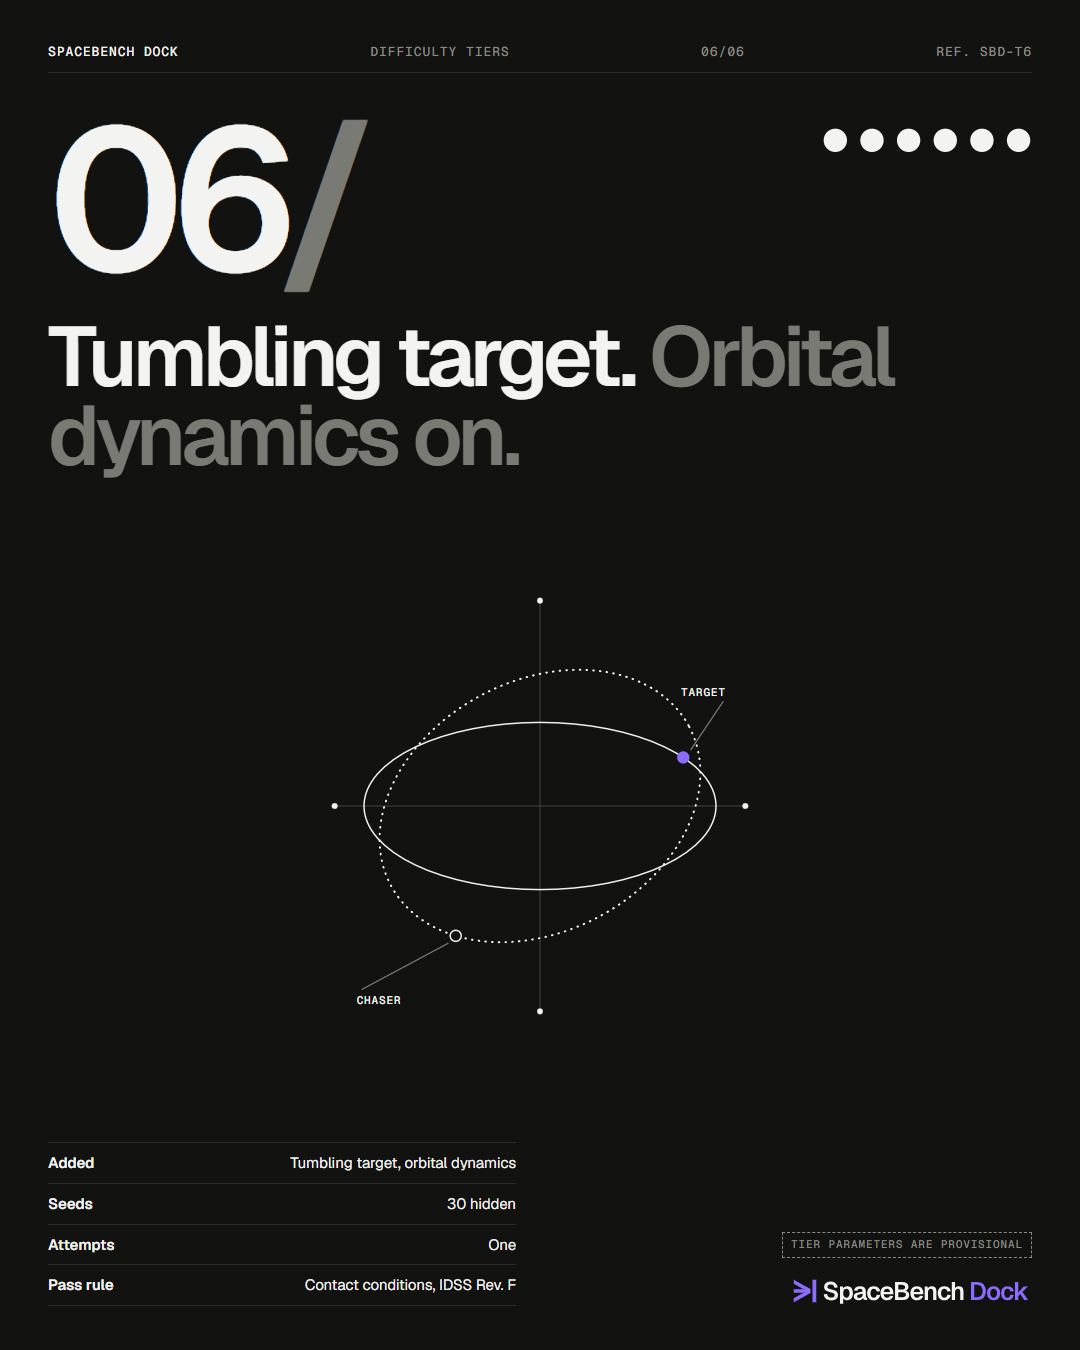 SPACEBENCH DOCK DIFFICULTY TIERS 06/06 REF. SBD-T6
06/
Tumbling target. Orbital
dynamics on.
TARGET
CHASER
Added Tumbling target, orbital dynamics
Seeds 30 hidden
Attempts One
Pass rule Contact conditions, IDSS Rev. F
TIER PARAMETERS ARE PROVISIONAL
SpaceBench Dock